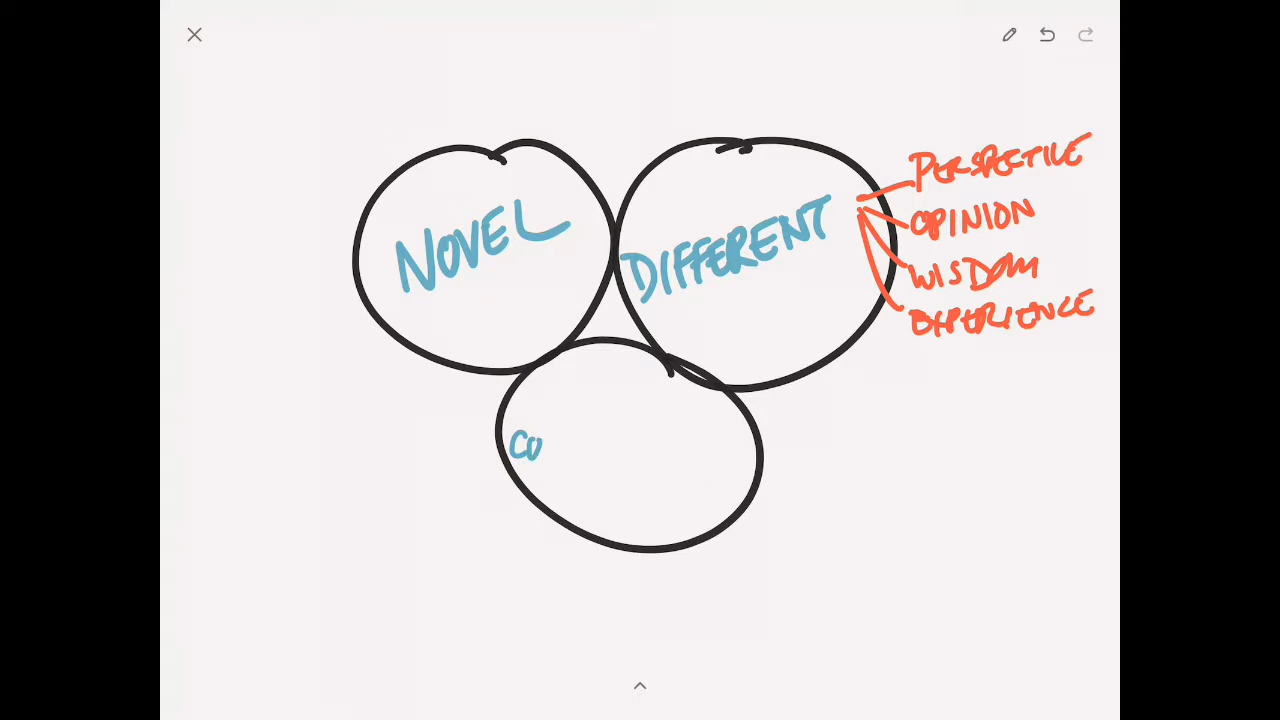 NOVEL
DIFFERENT
PERSPECTIVE
OPINION
WISDOM
EXPERIENCE
CO